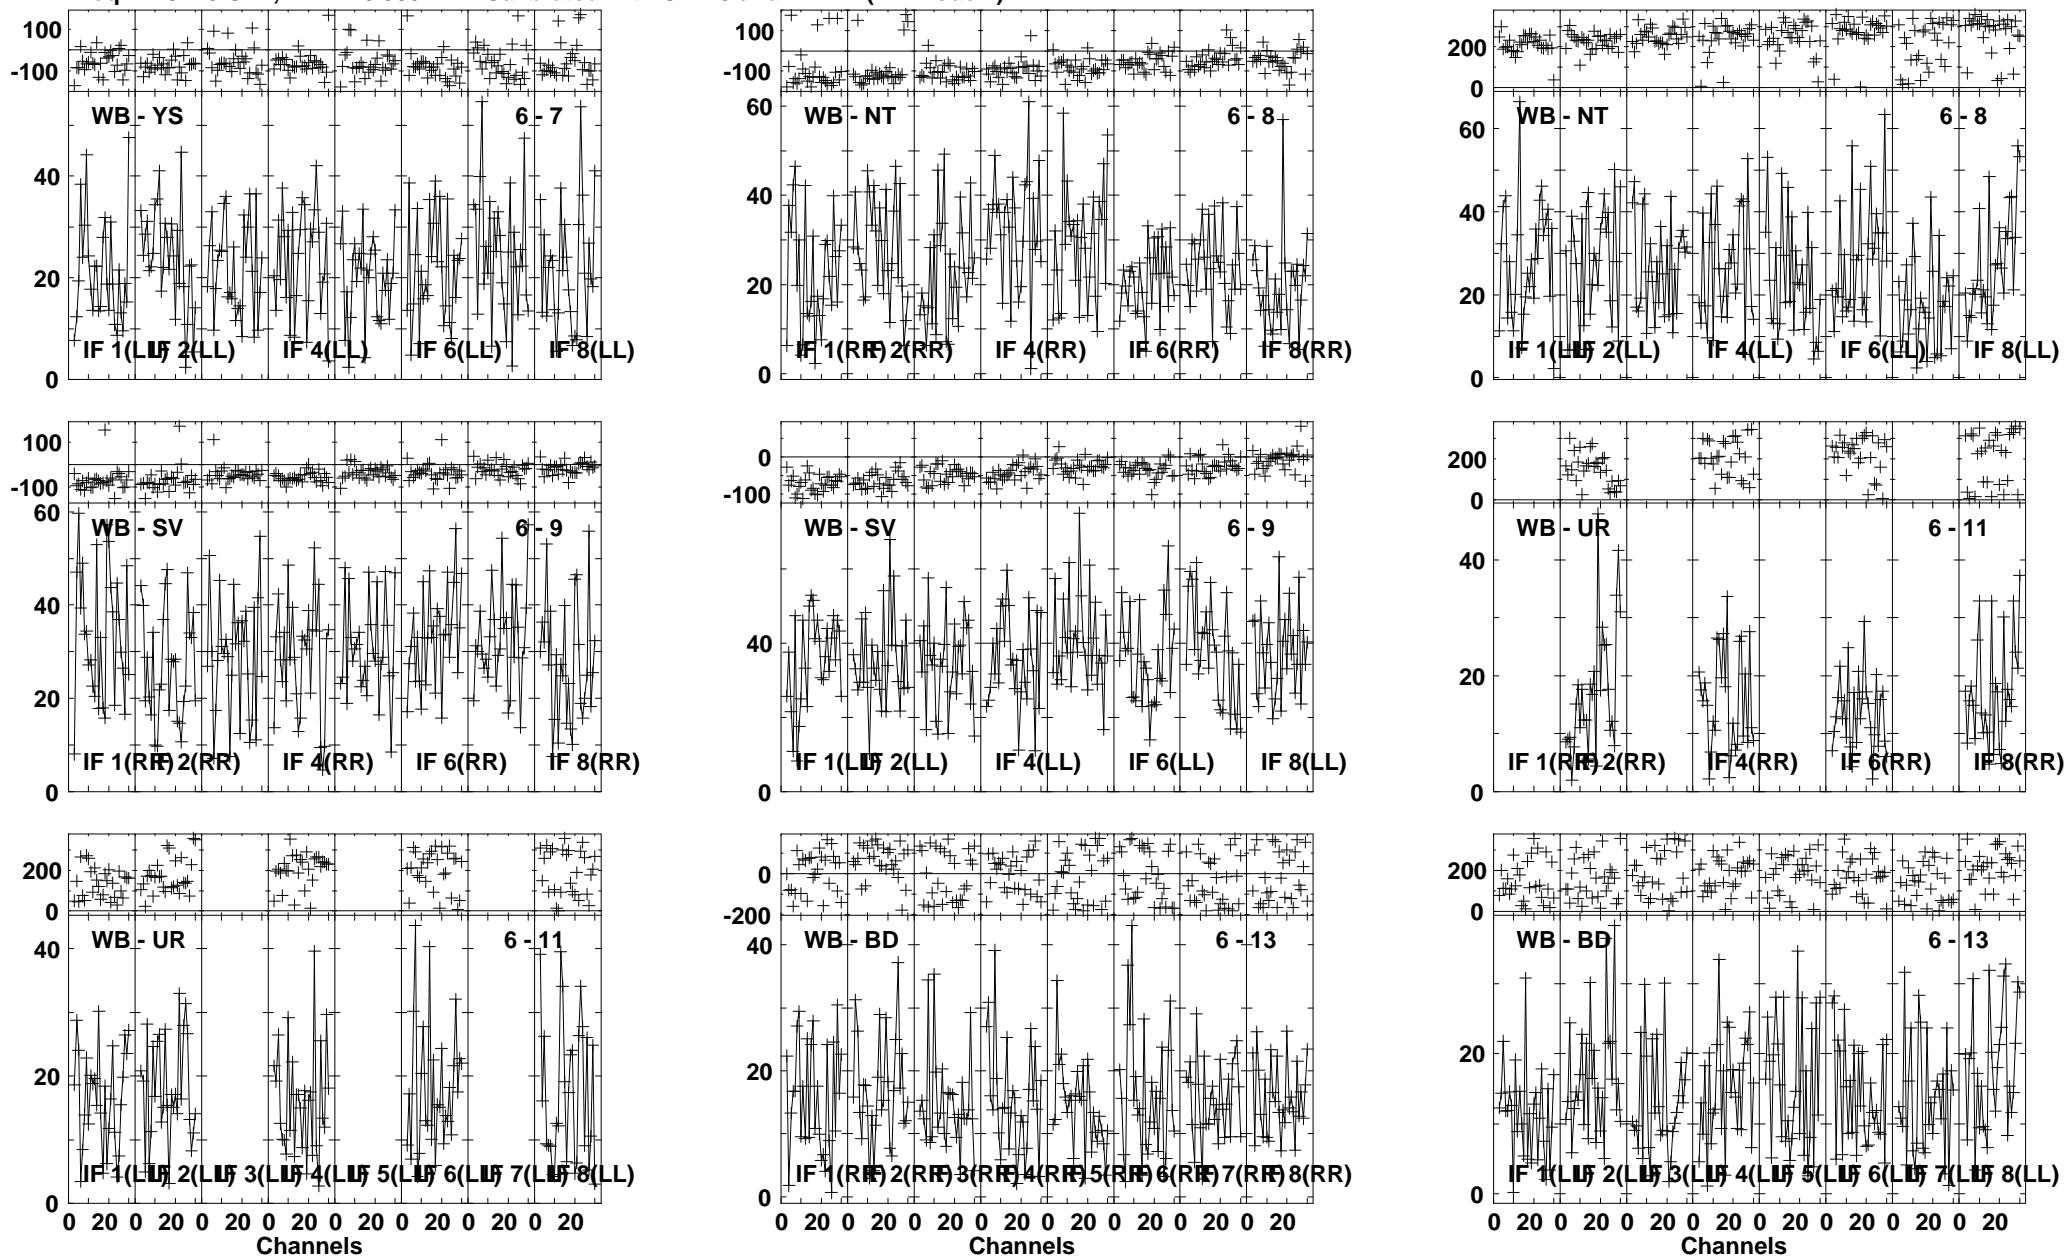 100
-100
WB - YS 6 - 7
40
20
0
IF 1(LL) IF 2(LL) IF 4(LL) IF 6(LL) IF 8(LL)
100
-100
60
WB - NT 6 - 8
40
20
0
IF 1(RR) IF 2(RR) IF 4(RR) IF 6(RR) IF 8(RR)
200
0
WB - NT 6 - 8
60
40
20
0
IF 1(LL) IF 2(LL) IF 4(LL) IF 6(LL) IF 8(LL)
100
-100
60
WB - SV 6 - 9
40
20
0
IF 1(RR) IF 2(RR) IF 4(RR) IF 6(RR) IF 8(RR)
0
-100
WB - SV 6 - 9
40
0
IF 1(LL) IF 2(LL) IF 4(LL) IF 6(LL) IF 8(LL)
200
0
WB - UR 6 - 11
40
20
0
IF 1(RR) IF 2(RR) IF 4(RR) IF 6(RR) IF 8(RR)
200
0
WB - UR 6 - 11
40
20
0
IF 1(LL) IF 2(LL) IF 3(LL) IF 4(LL) IF 5(LL) IF 6(LL) IF 7(LL) IF 8(LL)
0 20 0 20 0 20 0 20 0 20 0 20 0 20 0 20
Channels
0
-200
WB - BD 6 - 13
40
20
0
IF 1(RR) IF 2(RR) IF 3(RR) IF 4(RR) IF 5(RR) IF 6(RR) IF 7(RR) IF 8(RR)
0 20 0 20 0 20 0 20 0 20 0 20 0 20 0 20
Channels
200
0
WB - BD 6 - 13
20
0
IF 1(LL) IF 2(LL) IF 3(LL) IF 4(LL) IF 5(LL) IF 6(LL) IF 7(LL) IF 8(LL)
0 20 0 20 0 20 0 20 0 20 0 20 0 20 0 20
Channels